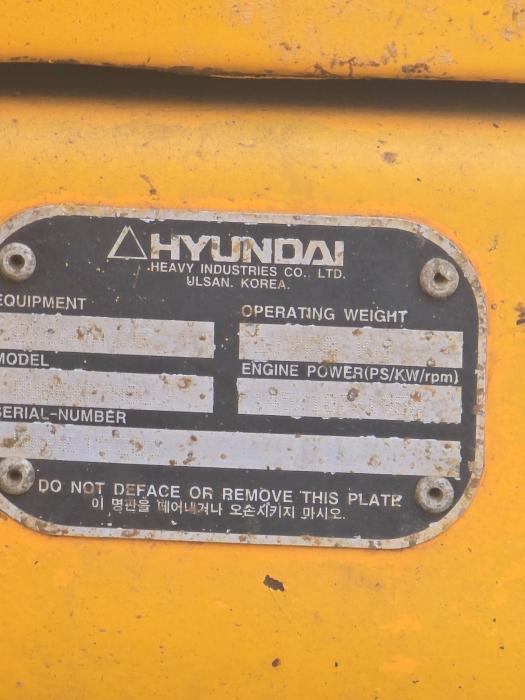 HYUNDAI
HEAVY INDUSTRIES CO., LTD.
ULSAN, KOREA.
EQUIPMENT
OPERATING WEIGHT
MODEL
ENGINE POWER(PS/KW/rpm)
SERIAL-NUMBER
DO NOT DEFACE OR REMOVE THIS PLATE
이 명판을 떼어내거나 오손시키지 마시오.